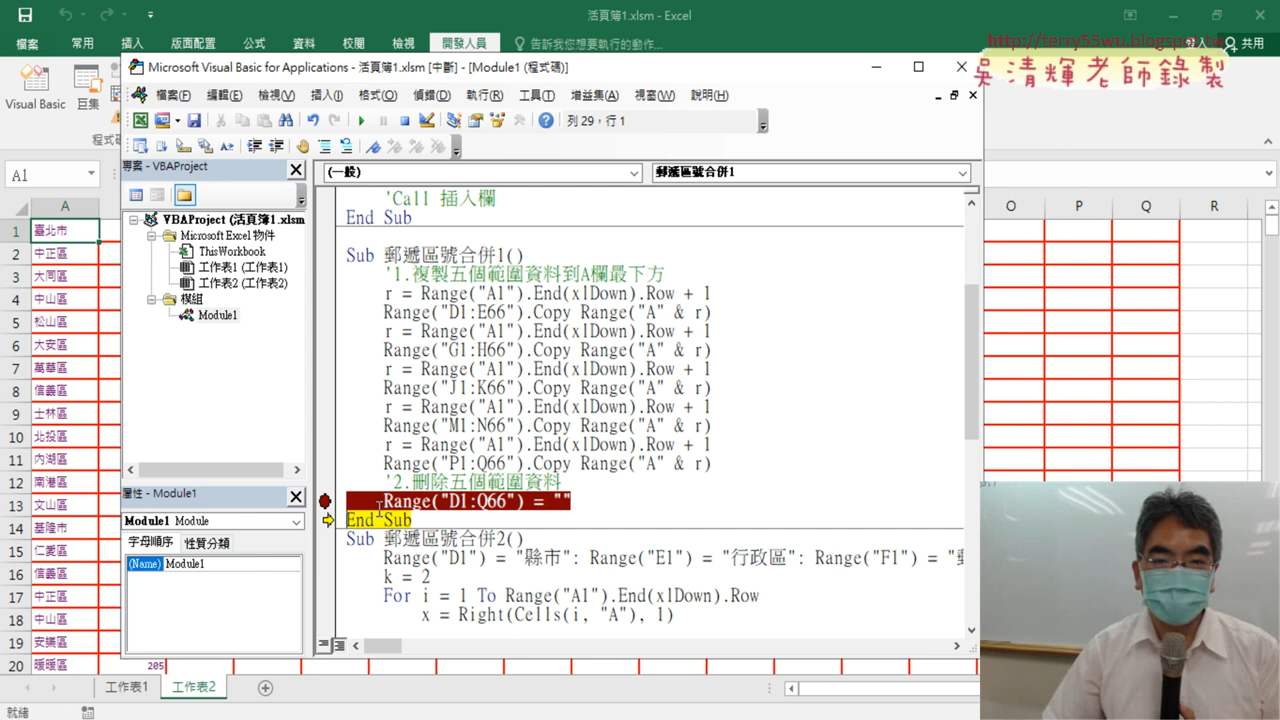 活頁簿1.xlsm - Excel
檔案 常用 插入 版面配置 公式 資料 校閱 檢視 開發人員 告訴我您想要執行的動作... 登入 共用
http://terry55wu.blogspot.tw
吳清輝老師錄製
Visual Basic 巨集
程式碼
Microsoft Visual Basic for Applications - 活頁簿1.xlsm [中斷] - [Module1 (程式碼)]
檔案(F) 編輯(E) 檢視(V) 插入(I) 格式(O) 偵錯(D) 執行(R) 工具(T) 增益集(A) 視窗(W) 說明(H)
列 29，行 1
專案 - VBAProject
VBAProject (活頁簿1.xlsm
Microsoft Excel 物件
ThisWorkbook
工作表1 (工作表1)
工作表2 (工作表2)
模組
Module1
屬性 - Module1
Module1 Module
字母順序 性質分類
(Name) Module1
(一般) 郵遞區號合併1
'Call 插入欄
End Sub
Sub 郵遞區號合併1()
'1.複製五個範圍資料到A欄最下方
r = Range("A1").End(xlDown).Row + 1
Range("D1:E66").Copy Range("A" & r)
r = Range("A1").End(xlDown).Row + 1
Range("G1:H66").Copy Range("A" & r)
r = Range("A1").End(xlDown).Row + 1
Range("J1:K66").Copy Range("A" & r)
r = Range("A1").End(xlDown).Row + 1
Range("M1:N66").Copy Range("A" & r)
r = Range("A1").End(xlDown).Row + 1
Range("P1:Q66").Copy Range("A" & r)
'2.刪除五個範圍資料
Range("D1:Q66") = ""
End Sub
Sub 郵遞區號合併2()
Range("D1") = "縣市": Range("E1") = "行政區": Range("F1") = "郵
k = 2
For i = 1 To Range("A1").End(xlDown).Row
x = Right(Cells(i, "A"), 1)
A1
A O P Q R
1 臺北市
2 中正區
3 大同區
4 中山區
5 松山區
6 大安區
7 萬華區
8 信義區
9 士林區
10 北投區
11 內湖區
12 南港區
13 文山區
14 基隆市
15 仁愛區
16 信義區
17 中正區
18 中山區
19 安樂區
20 暖暖區 205
工作表1 工作表2
就緒